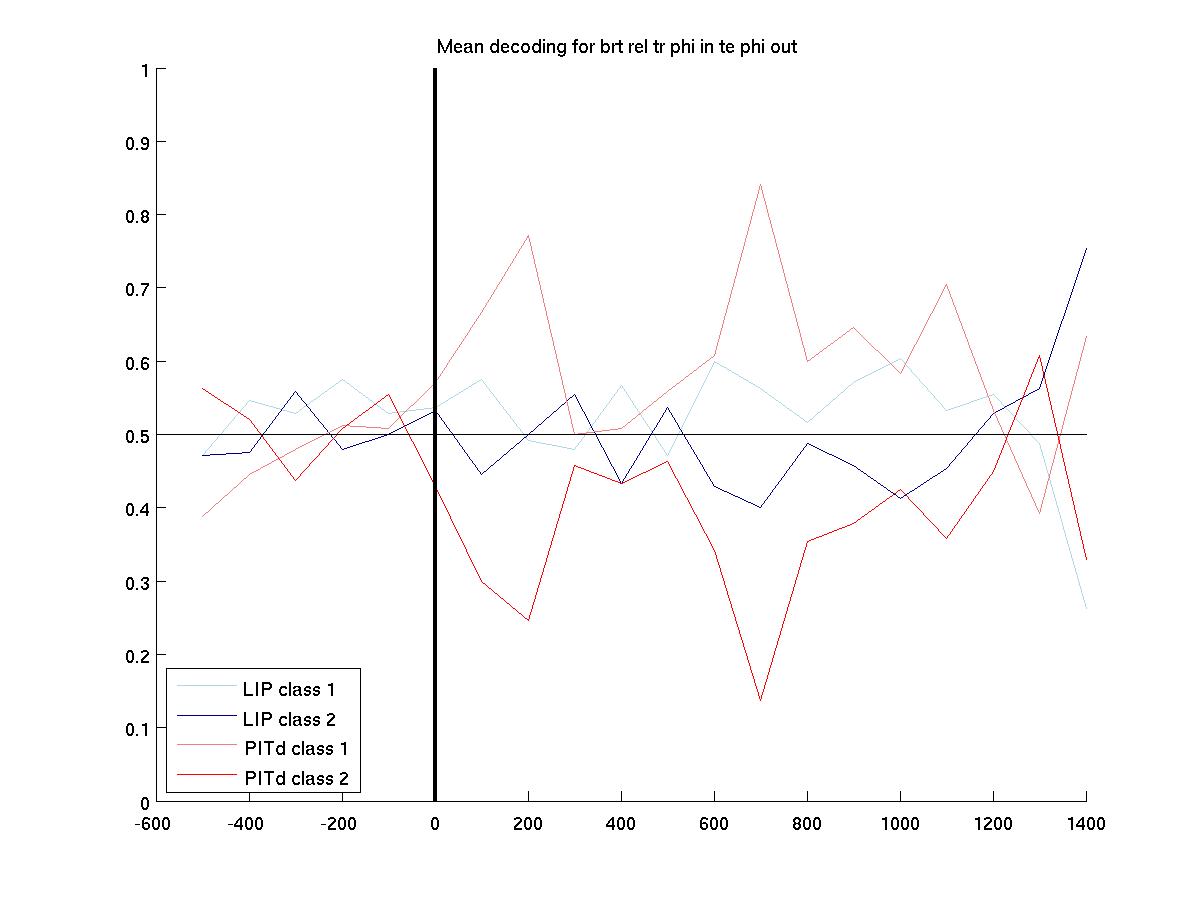 Mean decoding for brt rel tr phi in te phi out
1
0.9
0.8
0.7
0.6
0.5
0.4
0.3
0.2
0.1
0
LIP class 1
LIP class 2
PITd class 1
PITd class 2
-600 -400 -200 0 200 400 600 800 1000 1200 1400